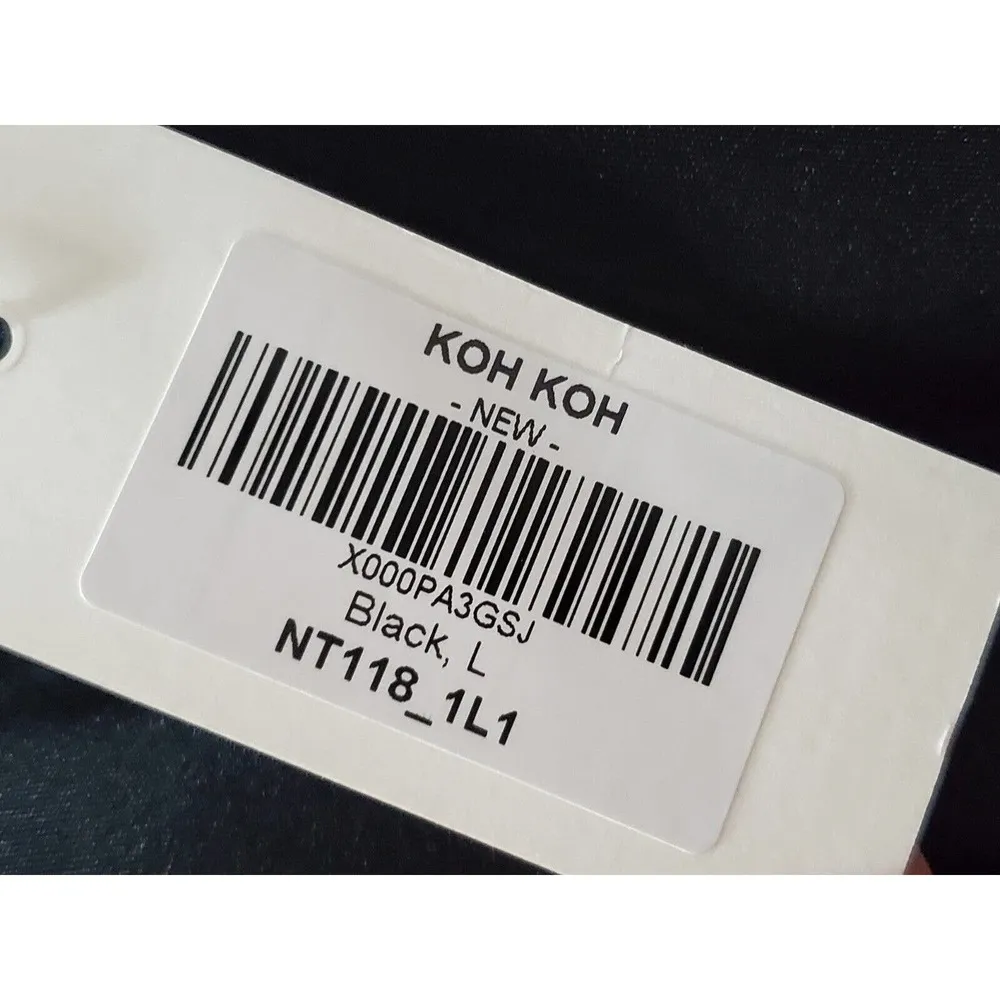 KOH KOH
- NEW -
X000PA3GSJ
Black, L
NT118_1L1